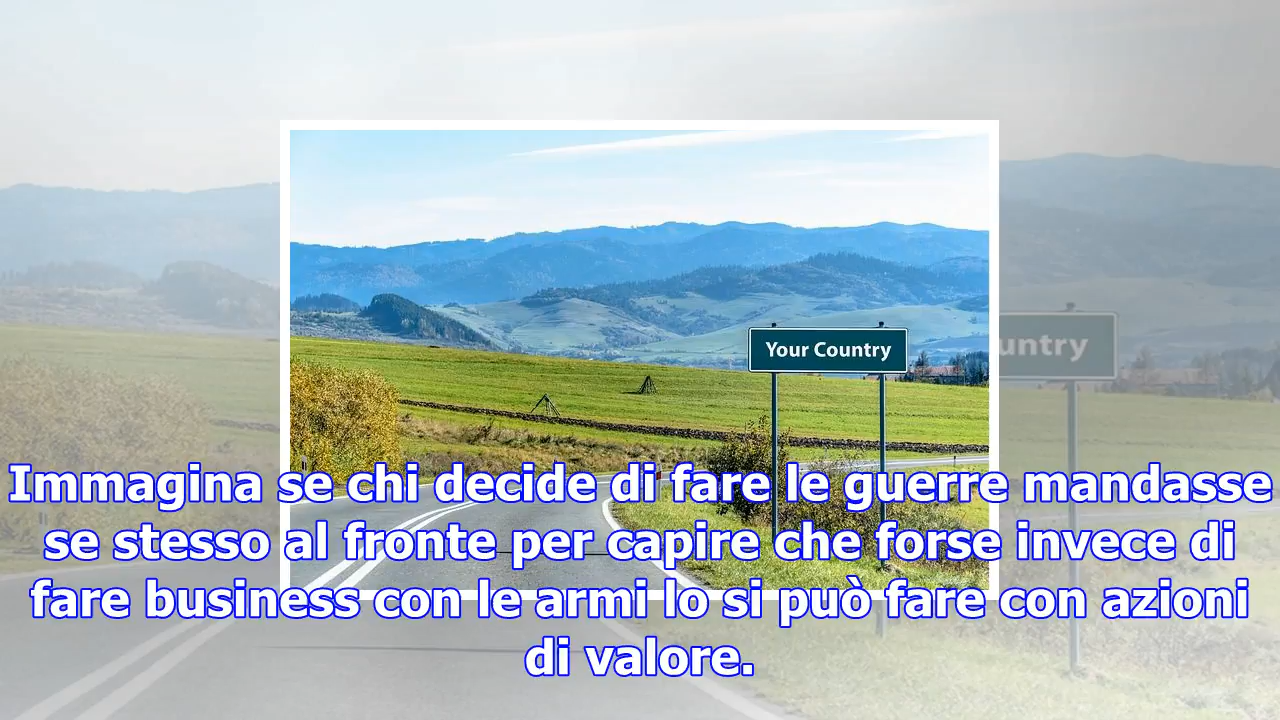 Your Country
untry
Immagina se chi decide di fare le guerre mandasse
se stesso al fronte per capire che forse invece di
fare business con le armi lo si può fare con azioni
di valore.